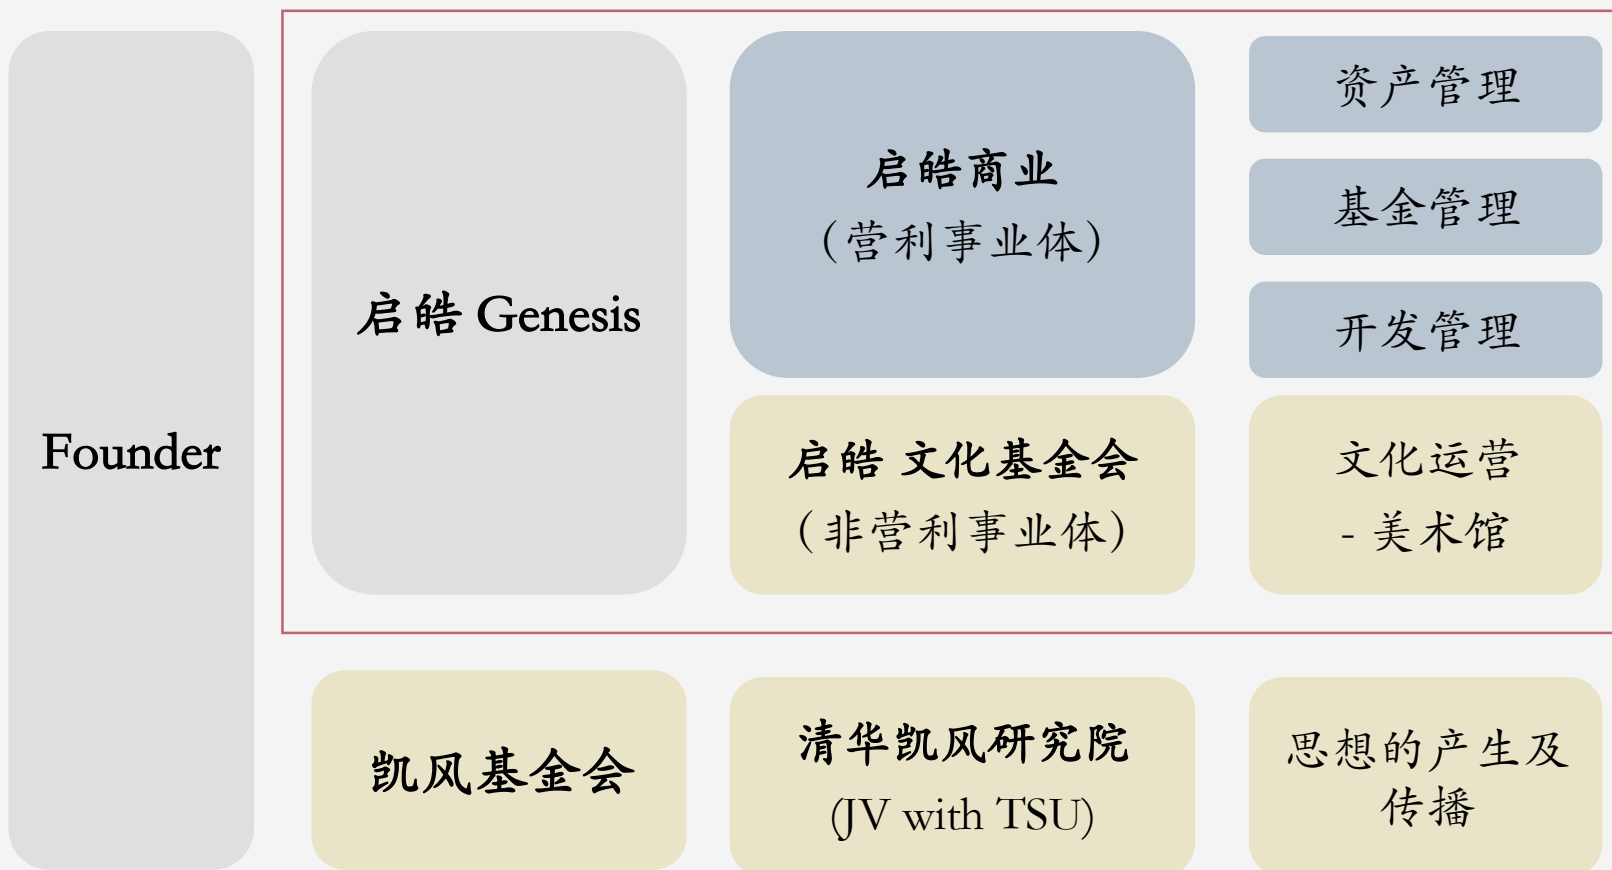 Founder
启皓 Genesis
启皓商业
（营利事业体）
资产管理
基金管理
开发管理
启皓 文化基金会
（非营利事业体）
文化运营
- 美术馆
凯风基金会
清华凯风研究院
(JV with TSU)
思想的产生及
传播